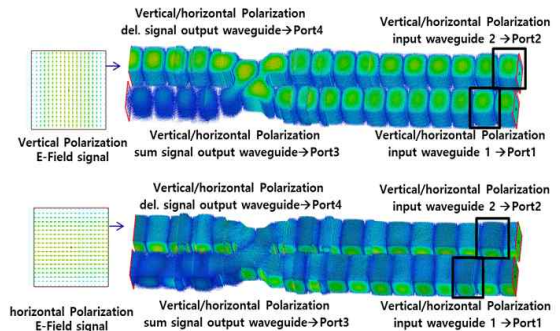 Vertical/horizontal Polarization
del. signal output waveguide→Port4
Vertical/horizontal Polarization
input waveguide 2 →Port2
Vertical Polarization
E-Field signal
Vertical/horizontal Polarization
sum signal output waveguide→Port3
Vertical/horizontal Polarization
input waveguide 1 →Port1
Vertical/horizontal Polarization
del. signal output waveguide→Port4
Vertical/horizontal Polarization
input waveguide 2 →Port2
horizontal Polarization
E-Field signal
Vertical/horizontal Polarization
sum signal output waveguide→Port3
Vertical/horizontal Polarization
input waveguide 1 →Port1